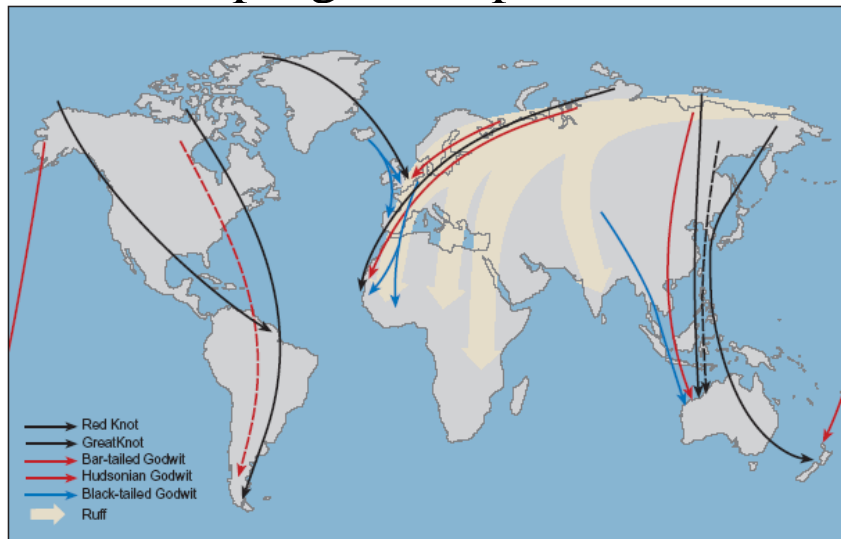 Red Knot
GreatKnot
Bar-tailed Godwit
Hudsonian Godwit
Black-tailed Godwit
Ruff